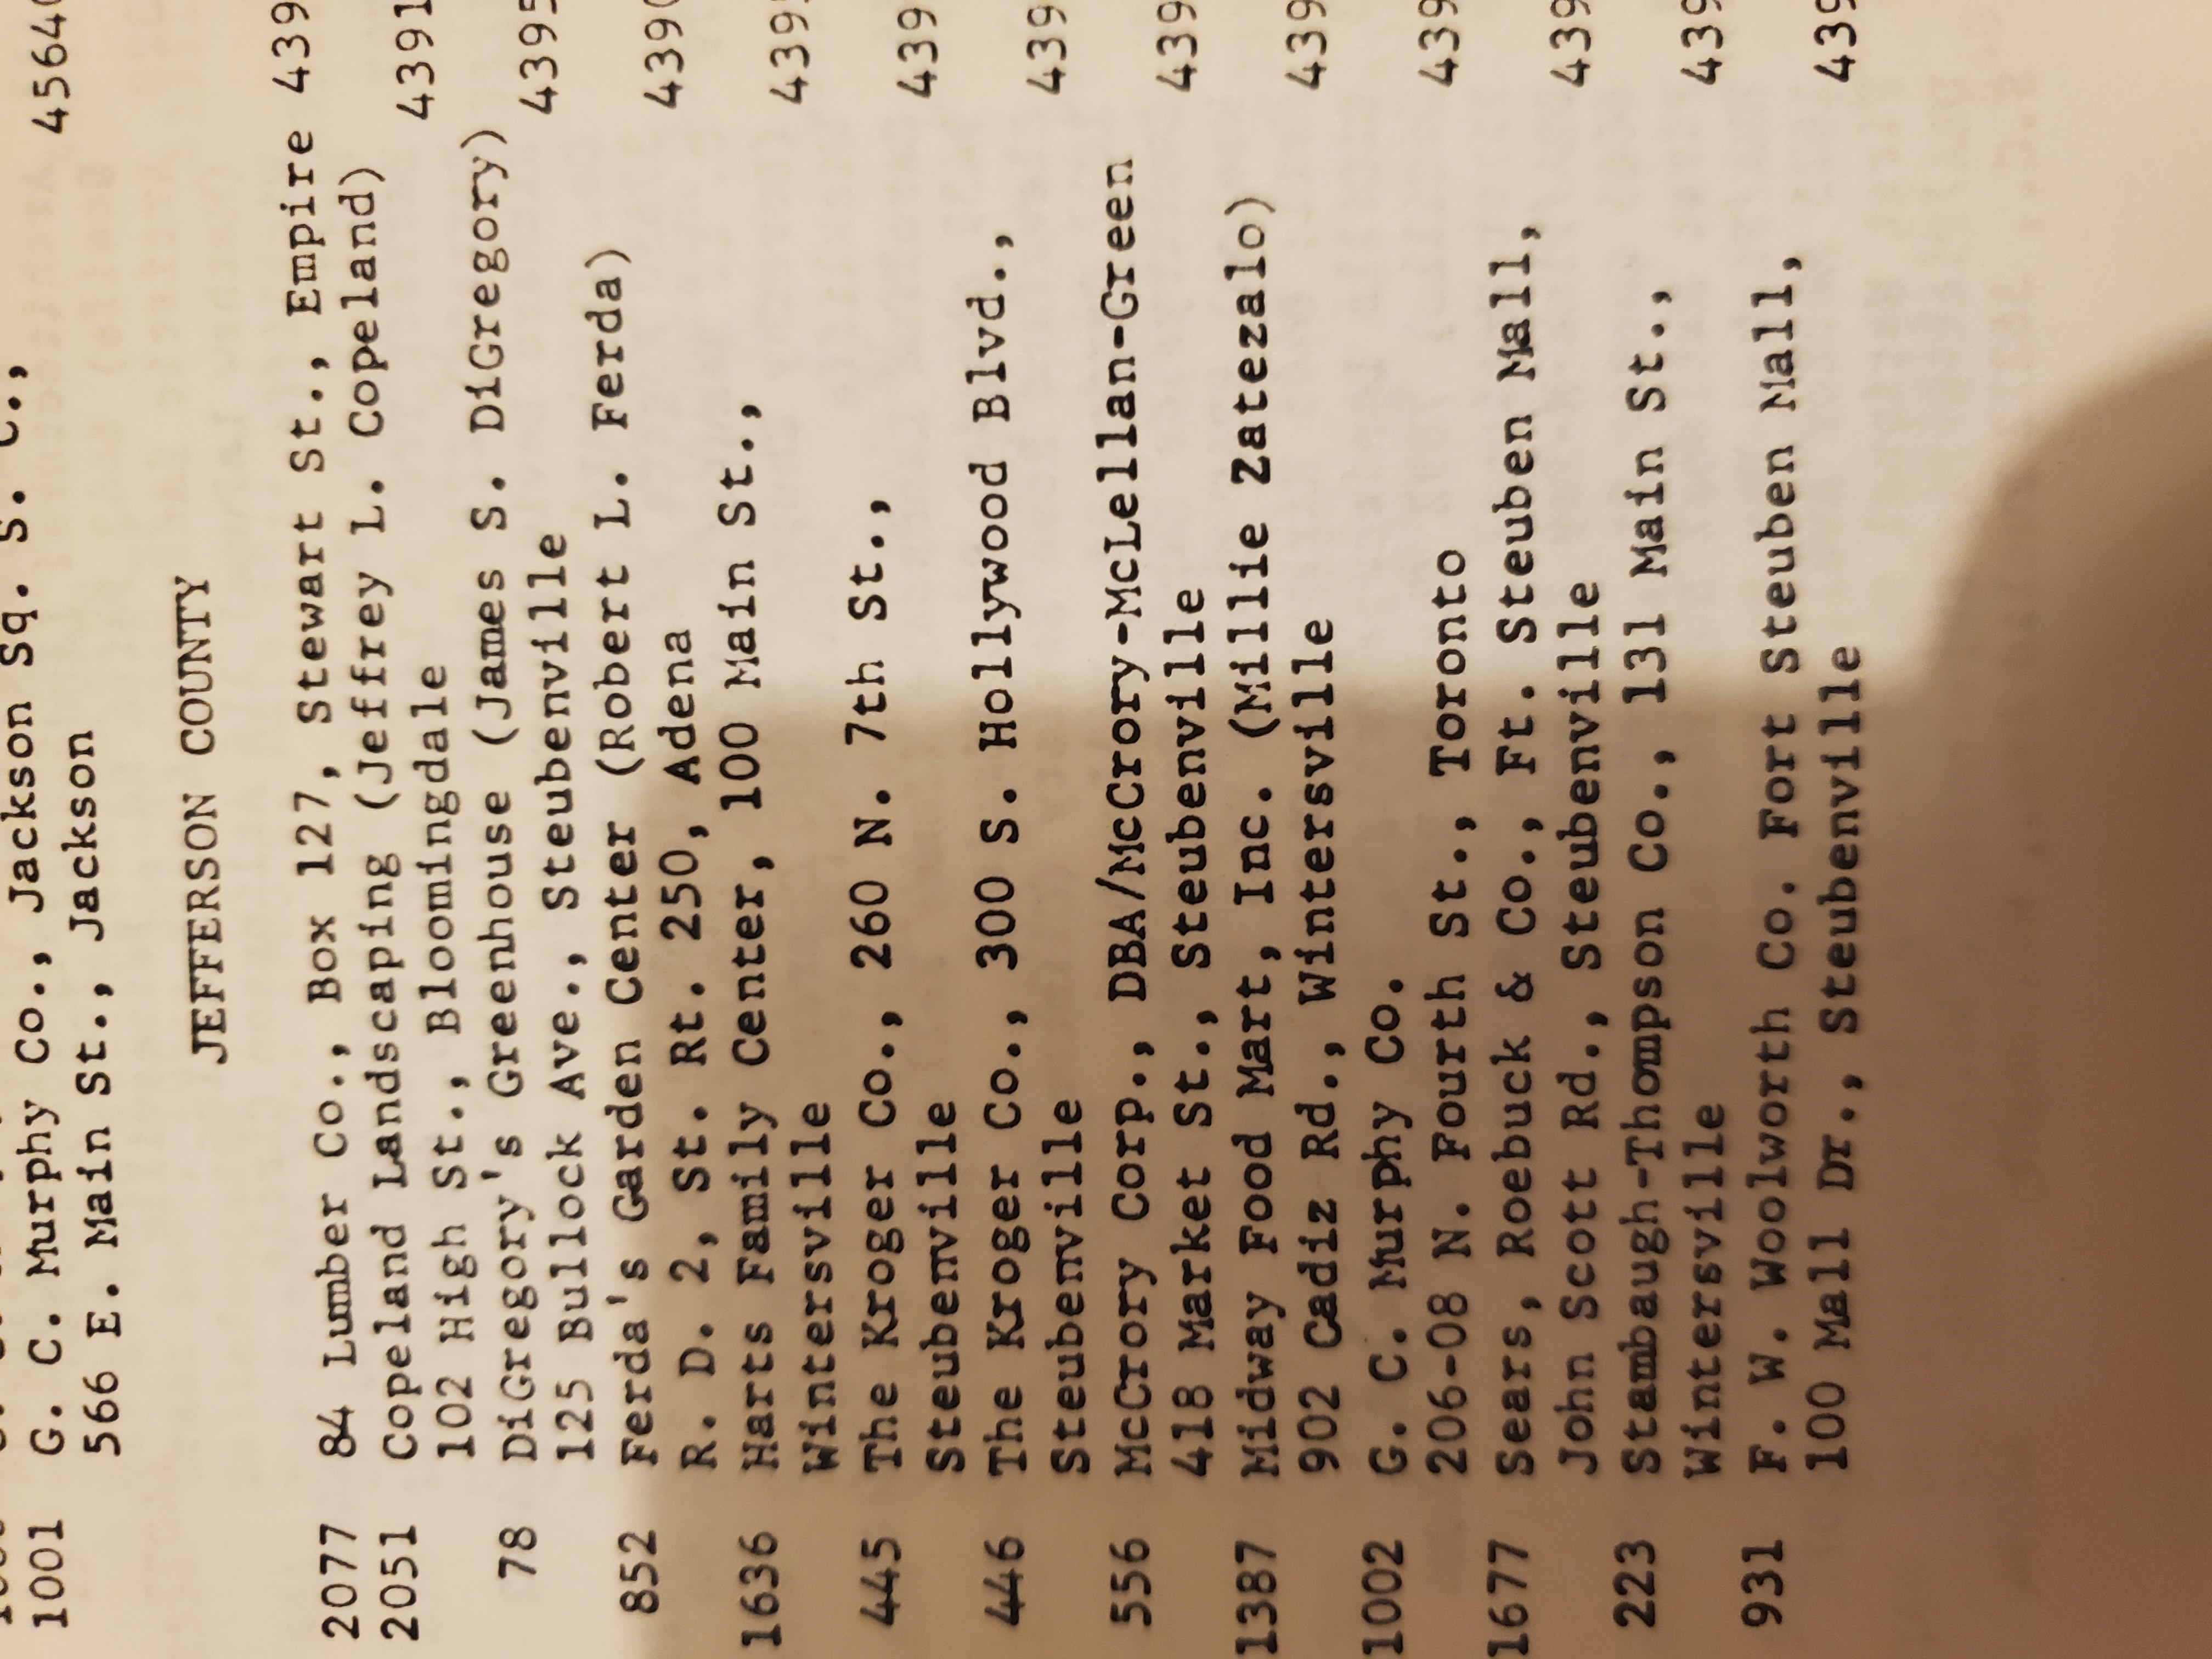 1001 G. C. Murphy Co., Jackson Sq. S. C.,
566 E. Main St., Jackson 4564
JEFFERSON COUNTY
2077 84 Lumber Co., Box 127, Stewart St., Empire 439
2051 Copeland Landscaping (Jeffrey L. Copeland)
102 High St., Bloomingdale 4391
78 DiGregory's Greenhouse (James S. DiGregory)
125 Bullock Ave., Steubenville 4395
852 Ferda's Garden Center (Robert L. Ferda)
R. D. 2, St. Rt. 250, Adena 439
1636 Harts Family Center, 100 Main St.,
Wintersville 439
445 The Kroger Co., 260 N. 7th St.,
Steubenville 439
446 The Kroger Co., 300 S. Hollywood Blvd.,
Steubenville 439
556 McCrory Corp., DBA/McCrory-McLellan-Green
418 Market St., Steubenville 439
1387 Midway Food Mart, Inc. (Millie Zatezalo)
902 Cadiz Rd., Wintersville 439
1002 G. C. Murphy Co.
206-08 N. Fourth St., Toronto 439
1677 Sears, Roebuck & Co., Ft. Steuben Mall,
John Scott Rd., Steubenville 439
223 Stambaugh-Thompson Co., 131 Main St.,
Wintersville 439
931 F. W. Woolworth Co. Fort Steuben Mall,
100 Mall Dr., Steubenville 439